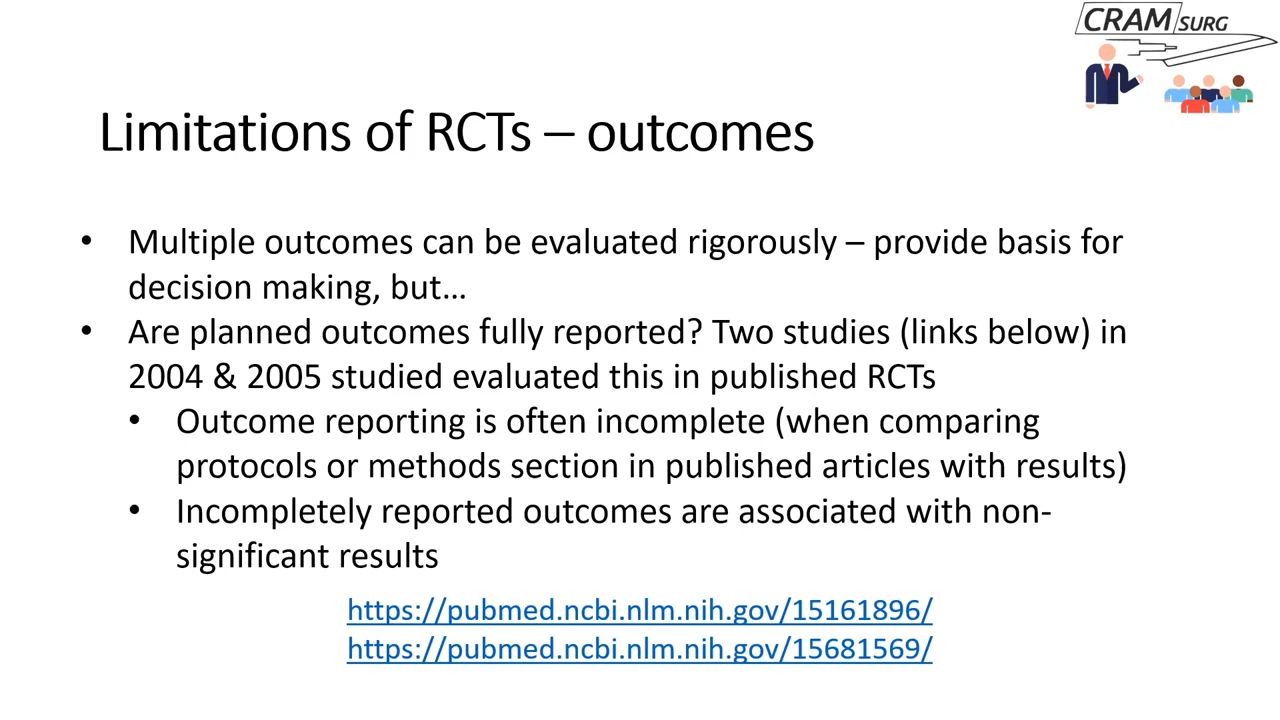 CRAM SURG
Limitations of RCTs – outcomes
• Multiple outcomes can be evaluated rigorously – provide basis for
decision making, but…
• Are planned outcomes fully reported? Two studies (links below) in
2004 & 2005 studied evaluated this in published RCTs
• Outcome reporting is often incomplete (when comparing
protocols or methods section in published articles with results)
• Incompletely reported outcomes are associated with non-
significant results
https://pubmed.ncbi.nlm.nih.gov/15161896/
https://pubmed.ncbi.nlm.nih.gov/15681569/